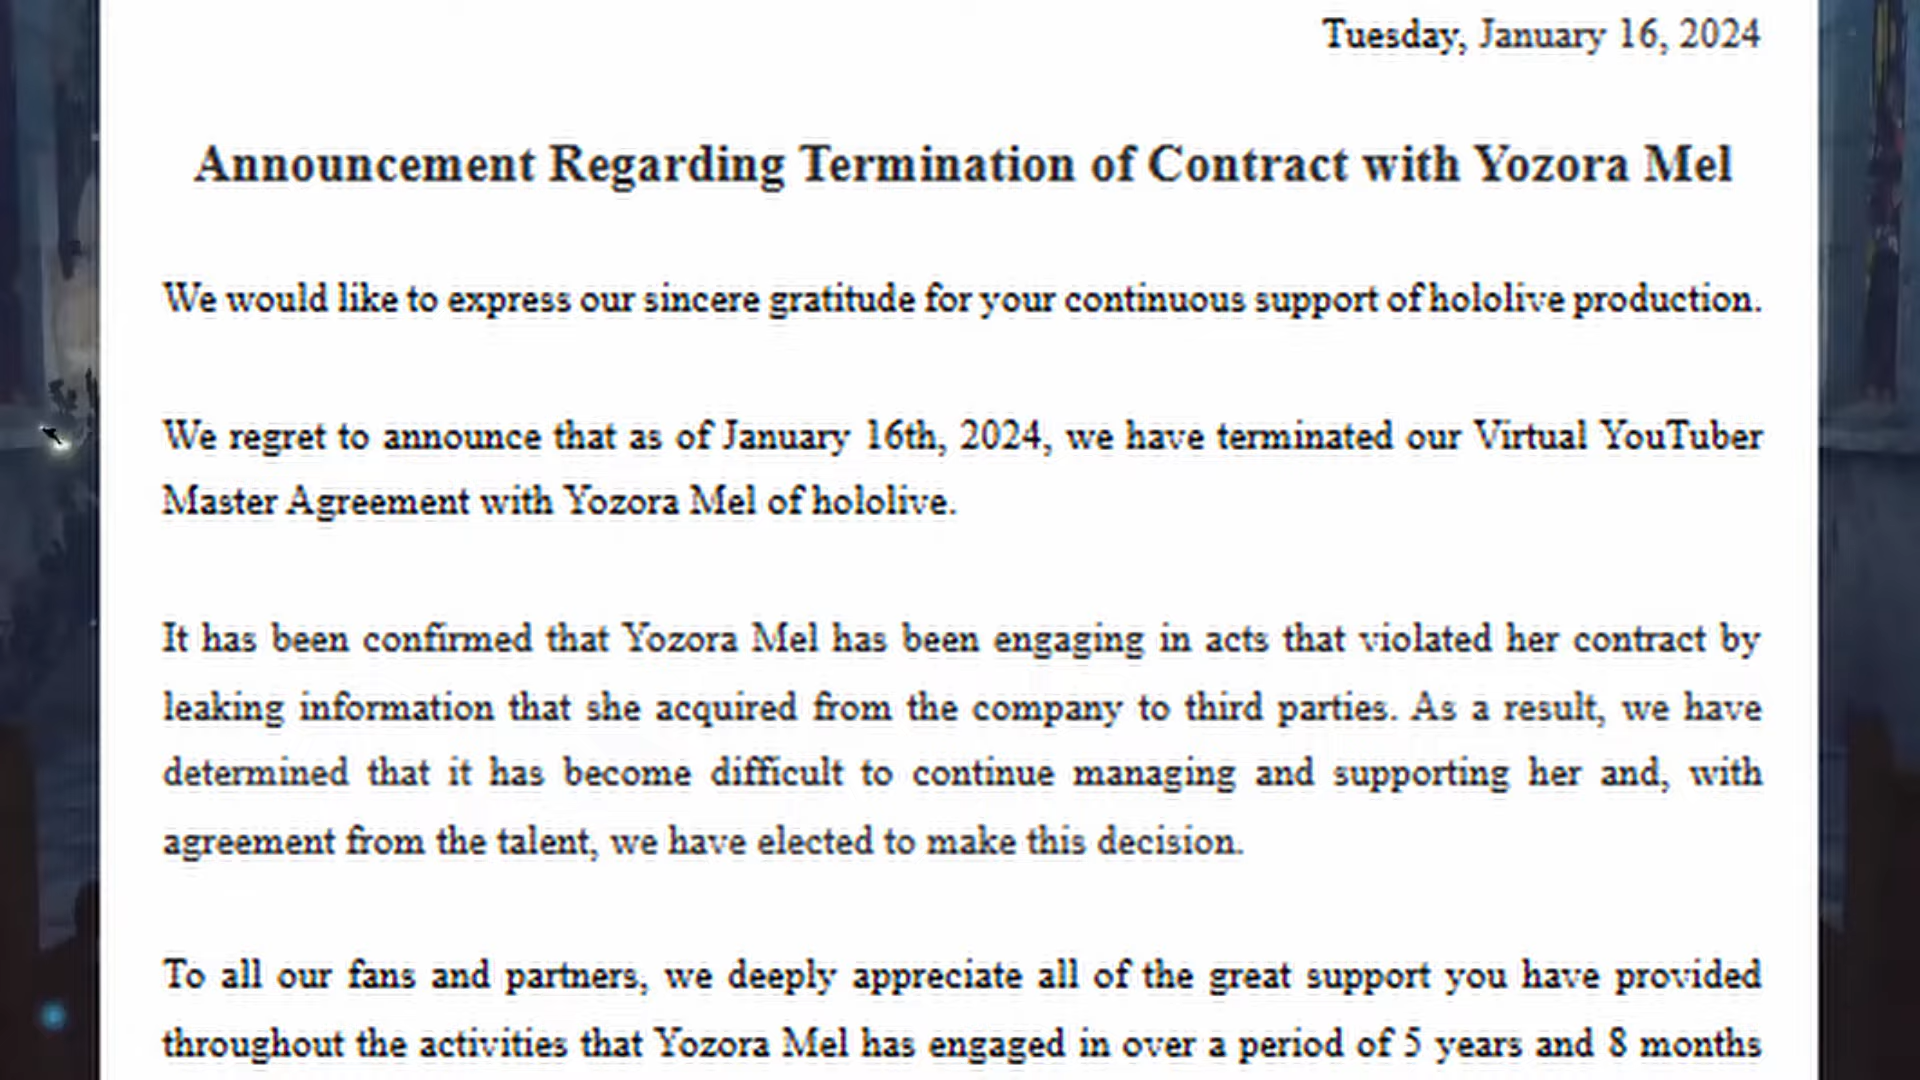 Tuesday, January 16, 2024
Announcement Regarding Termination of Contract with Yozora Mel
We would like to express our sincere gratitude for your continuous support of hololive production.
We regret to announce that as of January 16th, 2024, we have terminated our Virtual YouTuber
Master Agreement with Yozora Mel of hololive.
It has been confirmed that Yozora Mel has been engaging in acts that violated her contract by
leaking information that she acquired from the company to third parties. As a result, we have
determined that it has become difficult to continue managing and supporting her and, with
agreement from the talent, we have elected to make this decision.
To all our fans and partners, we deeply appreciate all of the great support you have provided
throughout the activities that Yozora Mel has engaged in over a period of 5 years and 8 months